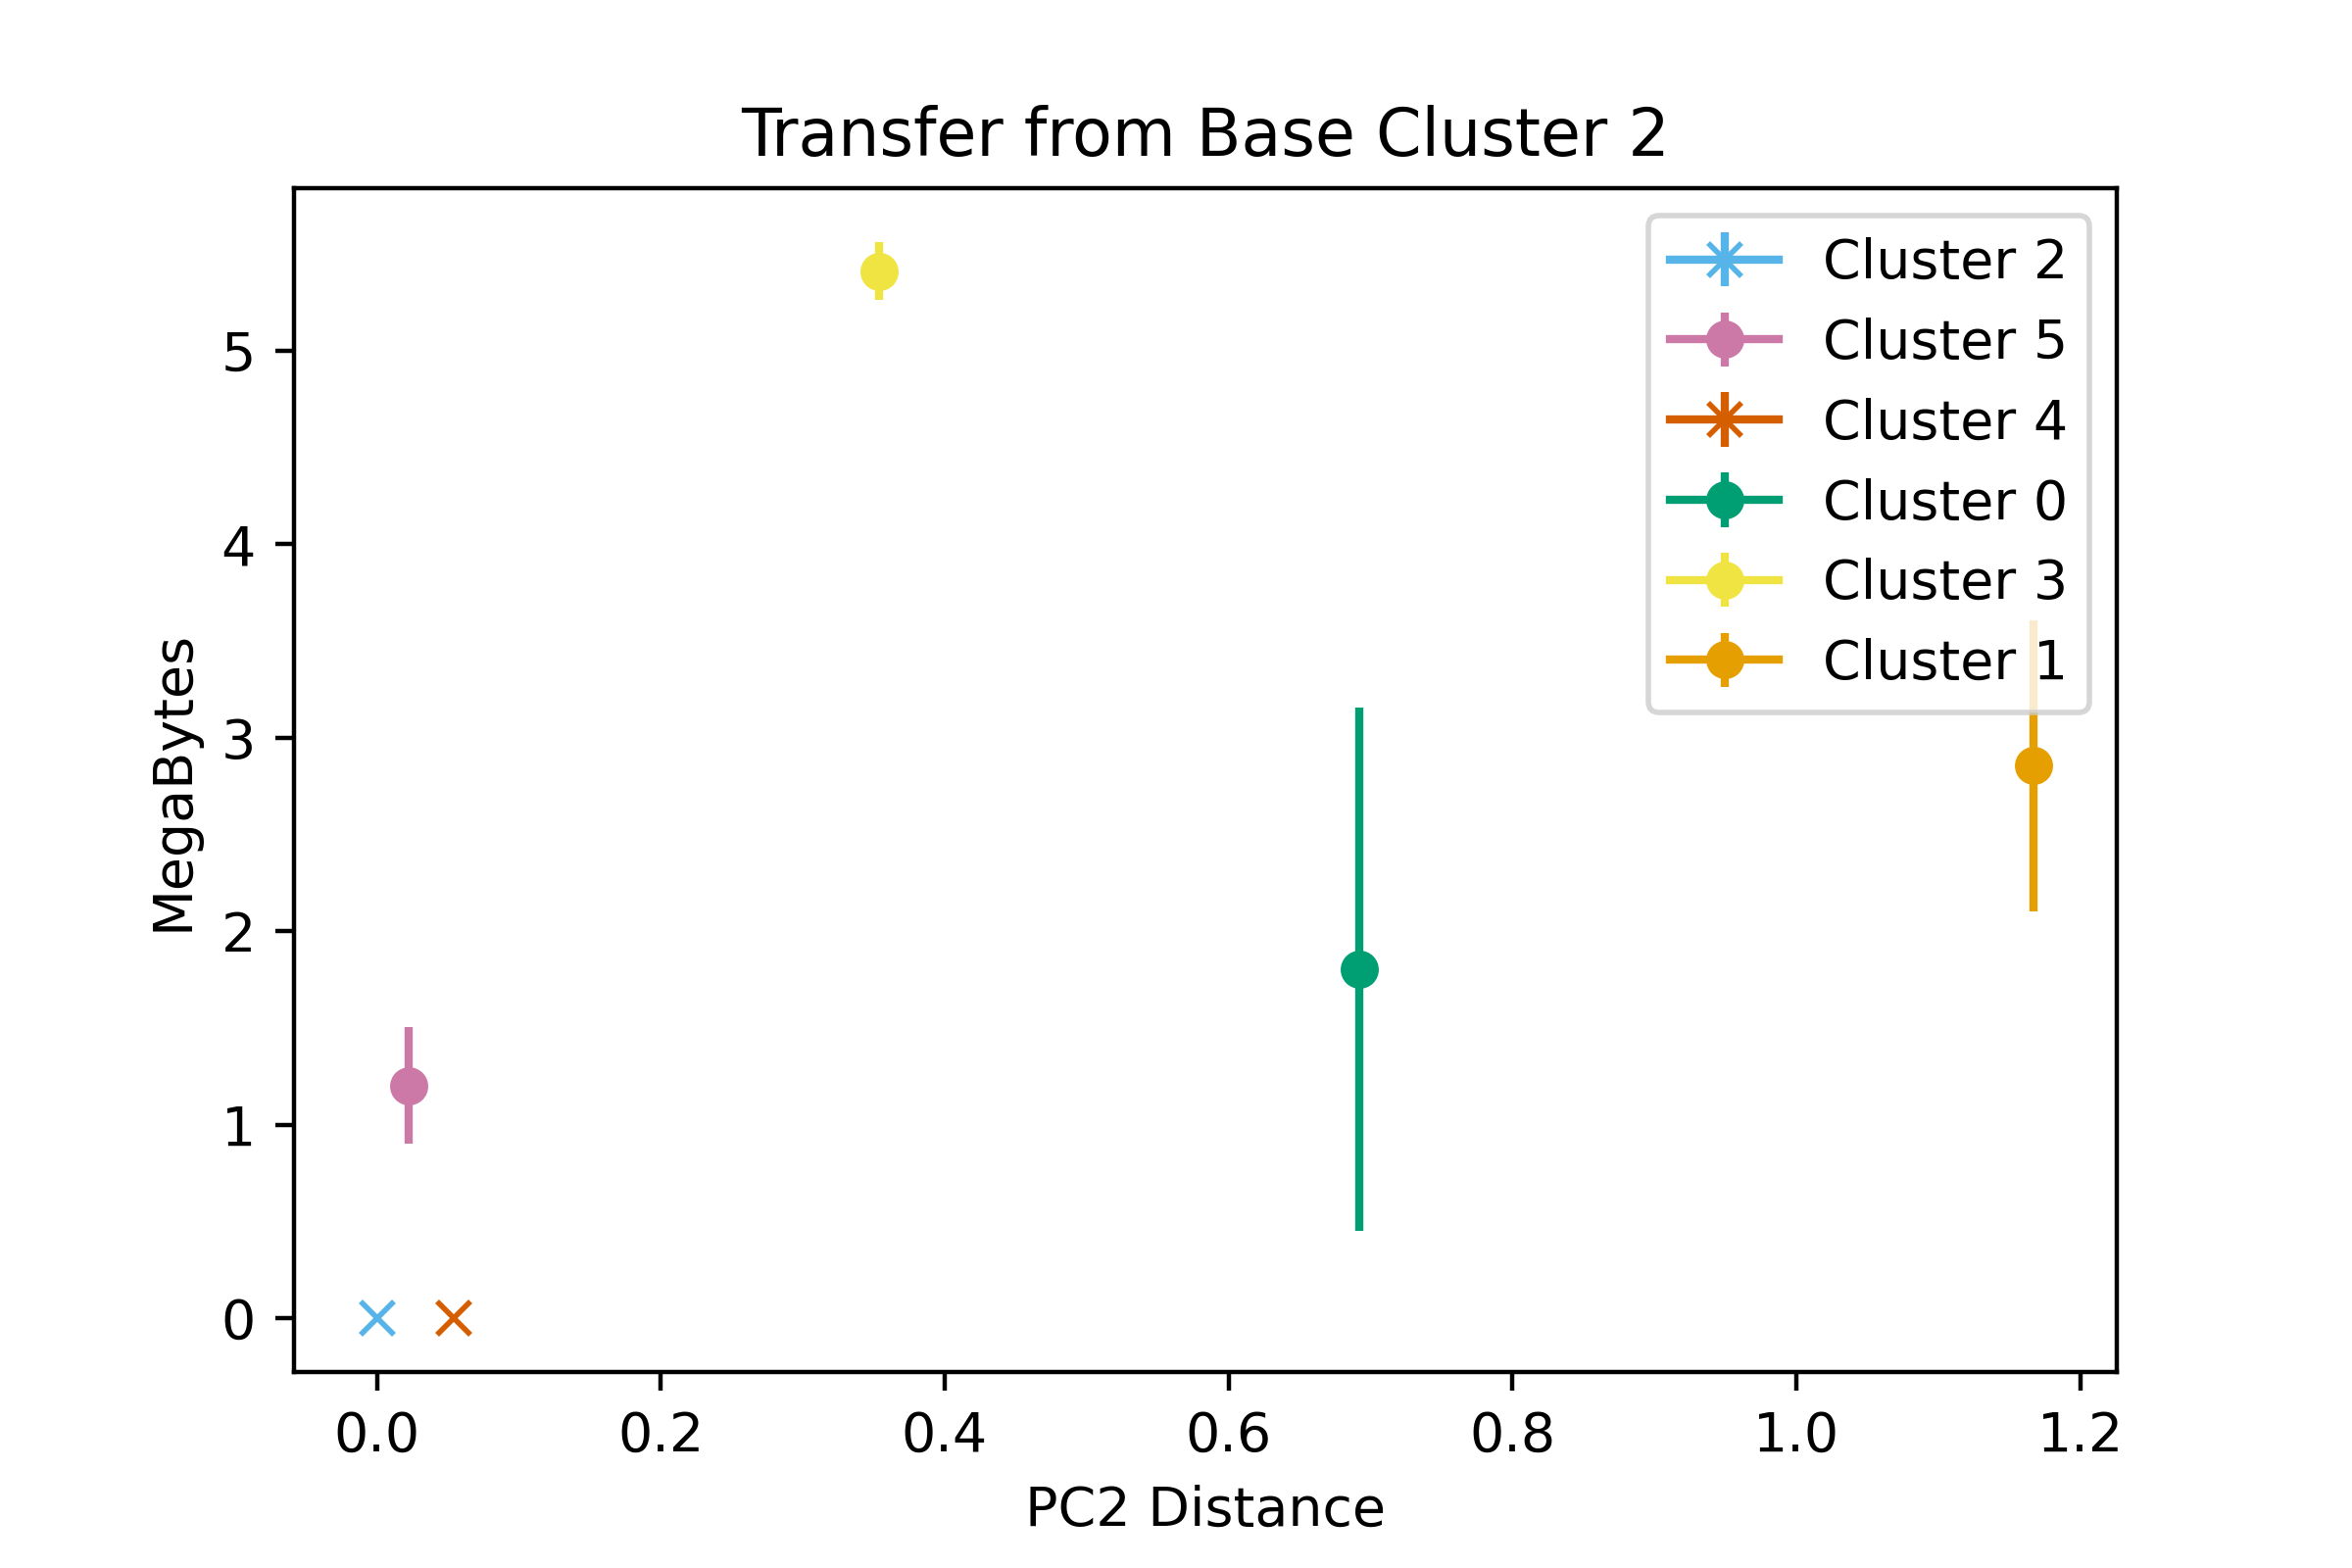 Transfer from Base Cluster 2
Cluster 2
Cluster 5
Cluster 4
Cluster 0
Cluster 3
Cluster 1
MegaBytes
5
4
3
2
1
0
0.0 0.2 0.4 0.6 0.8 1.0 1.2
PC2 Distance